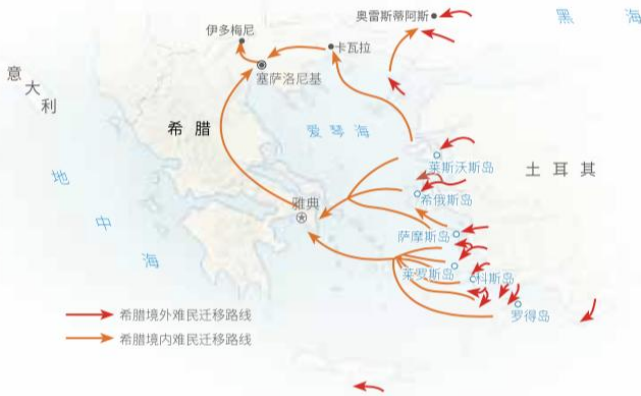 奥雷斯蒂阿斯
黑海
伊多梅尼
卡瓦拉
塞萨洛尼基
意大利
希腊
爱琴海
莱斯沃斯岛
土耳其
地中海
希俄斯岛
雅典
萨摩斯岛
莱罗斯岛
科斯岛
罗得岛
希腊境外难民迁移路线
希腊境内难民迁移路线